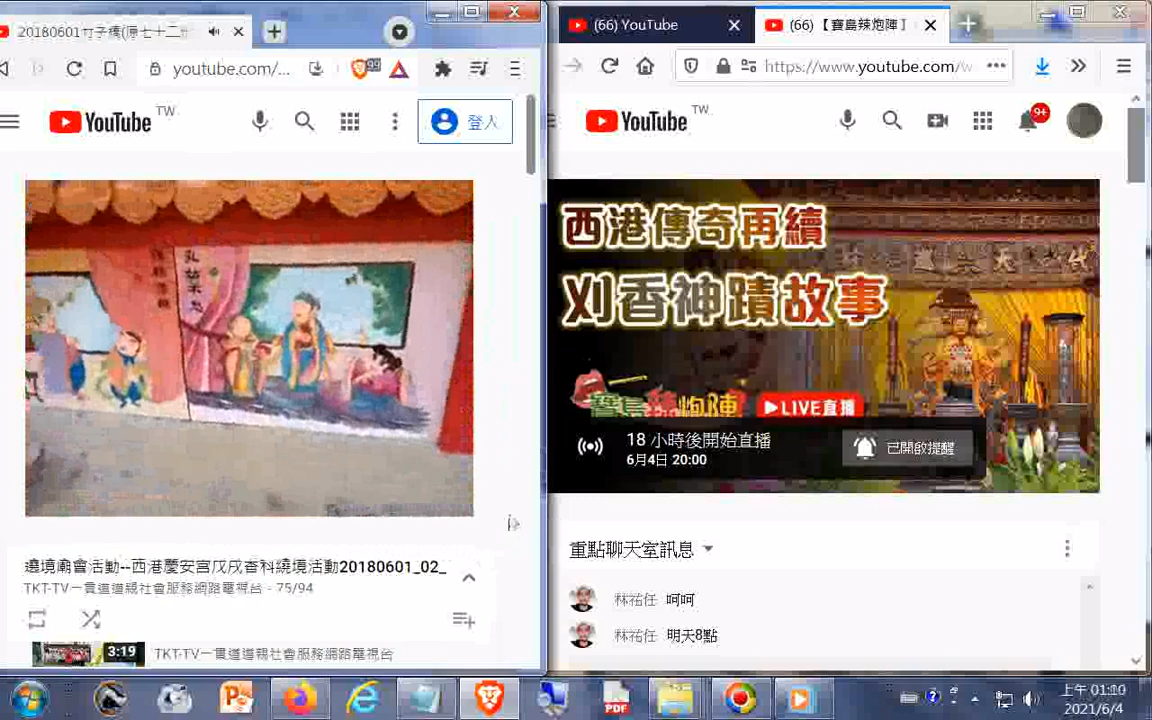 20180601竹子橋(原七十二
youtube.com/...
99
YouTube TW
登入
遶境廟會活動--西港慶安宮戊戌香科繞境活動20180601_02_
TKT-TV一貫道道親社會服務網路電視台 - 75/94
3:19
TKT-TV一貫道道親社會服務網路電視台
(66) YouTube
(66) 【寶島辣炮陣】
https://www.youtube.com/w
YouTube TW
9+
西港傳奇再續
刈香神蹟故事
寶島辣炮陣
LIVE直播
18 小時後開始直播
6月4日 20:00
已開啟提醒
重點聊天室訊息
林祐任 呵呵
林祐任 明天8點
PDF
上午 01:10
2021/6/4